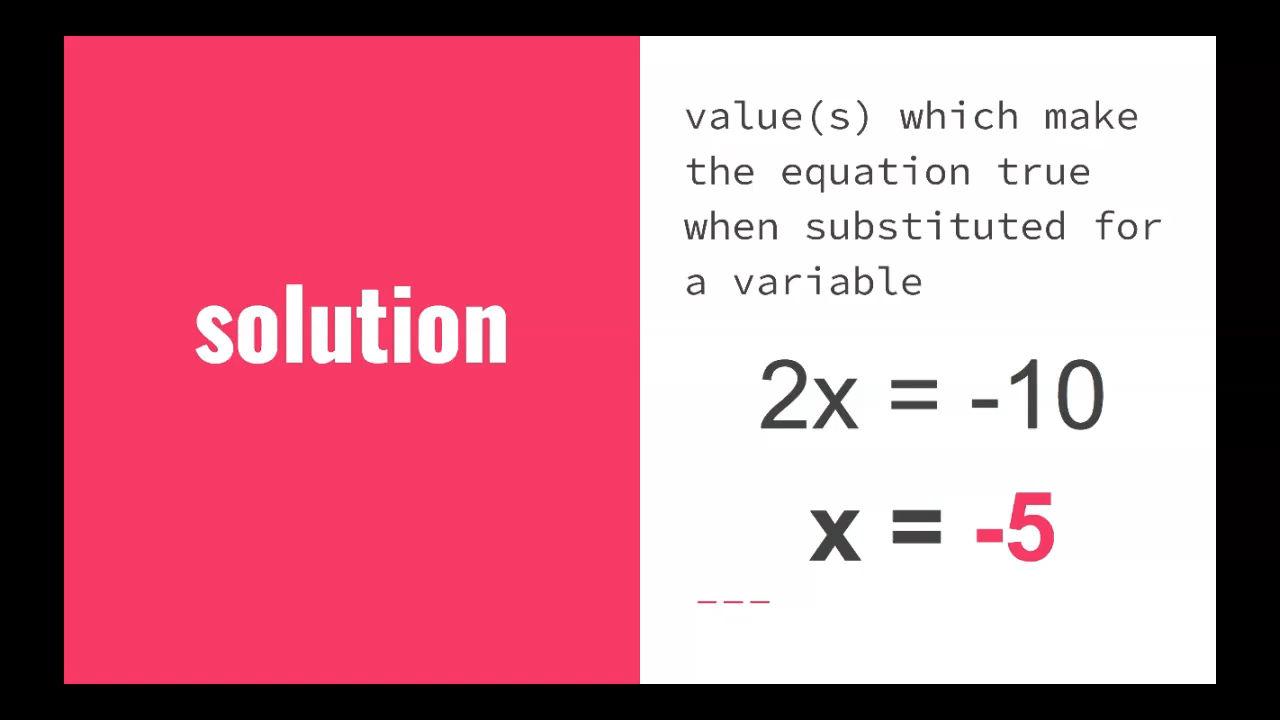 solution
value(s) which make
the equation true
when substituted for
a variable
2x = -10
x = -5